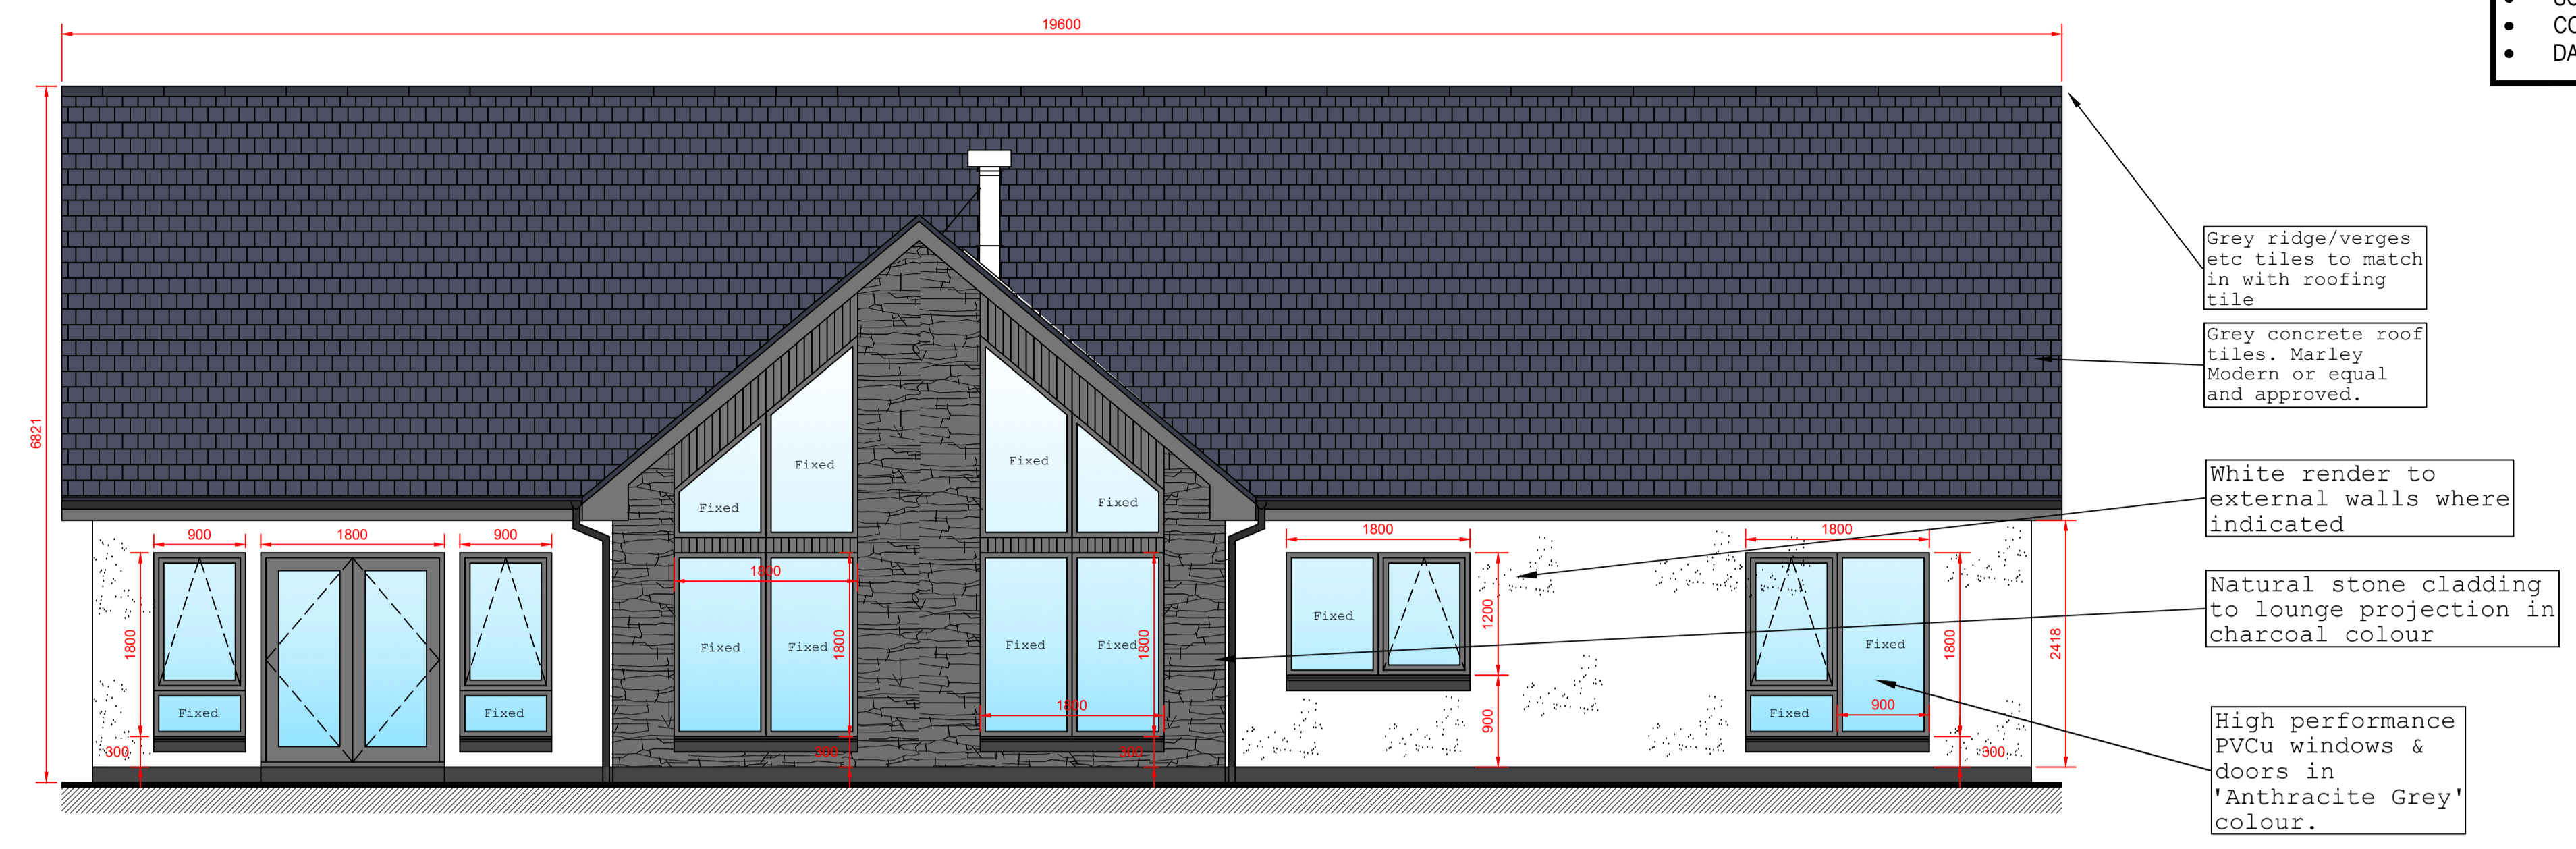 19600
CO
DA
6821
Grey ridge/verges
etc tiles to match
in with roofing
tile
Grey concrete roof
tiles. Marley
Modern or equal
and approved.
White render to
external walls where
indicated
Natural stone cladding
to lounge projection in
charcoal colour
High performance
PVCu windows &
doors in
'Anthracite Grey'
colour.
Fixed
Fixed
Fixed
Fixed
900
1800
900
1800
1800
1800
1800
Fixed
Fixed
1800
Fixed
Fixed
1800
Fixed
1200
Fixed
1800
2418
Fixed
Fixed
1800
Fixed
900
900
300
300
300
300